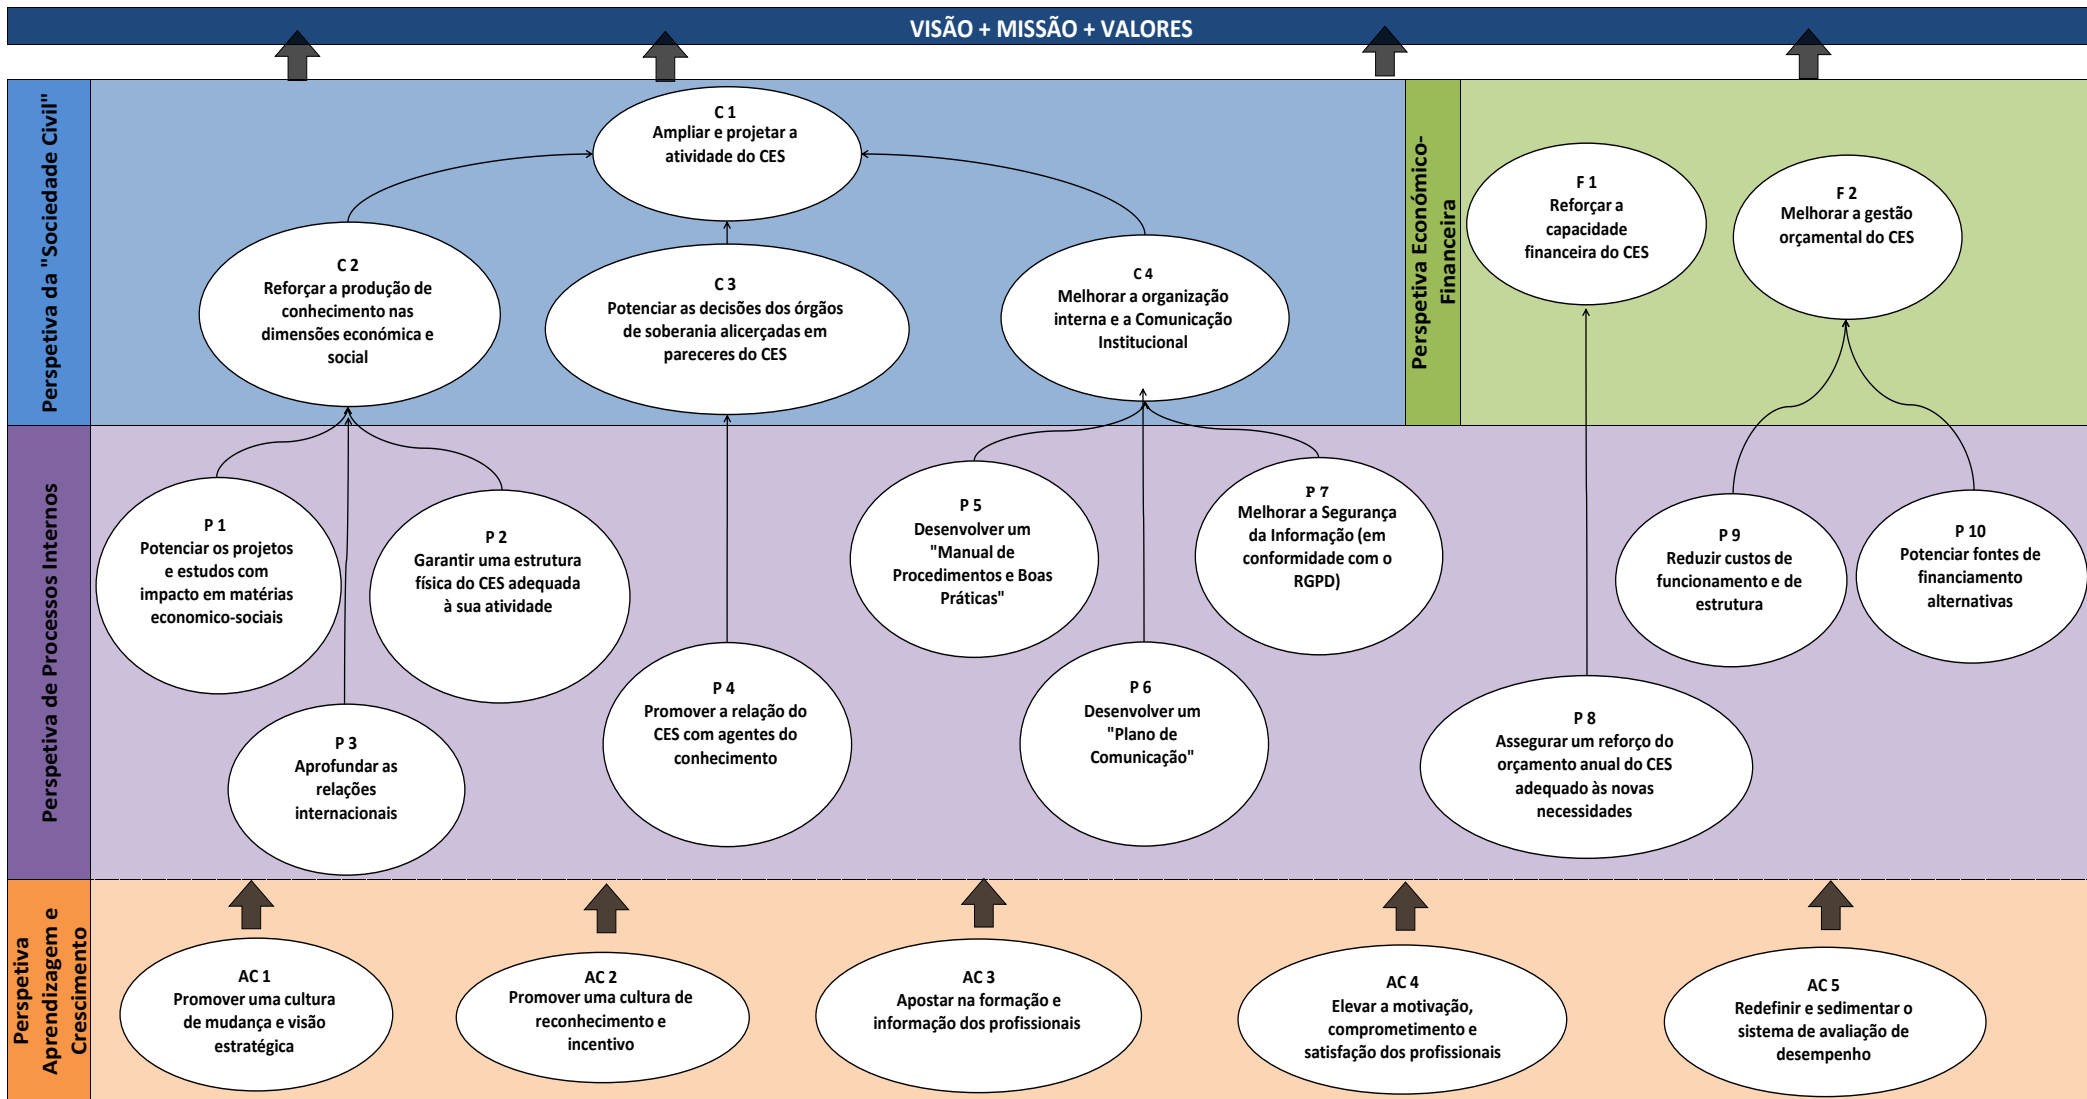 VISÃO + MISSÃO + VALORES
Perspetiva da "Sociedade Civil"
C 1
Ampliar e projetar a
atividade do CES
C 2
Reforçar a produção de
conhecimento nas
dimensões económica e
social
C 3
Potenciar as decisões dos órgãos
de soberania alicerçadas em
pareceres do CES
C 4
Melhorar a organização
interna e a Comunicação
Institucional
Perspetiva Económico-
Financeira
F 1
Reforçar a
capacidade
financeira do CES
F 2
Melhorar a gestão
orçamental do CES
Perspetiva de Processos Internos
P 1
Potenciar os projetos
e estudos com
impacto em matérias
economico-sociais
P 2
Garantir uma estrutura
física do CES adequada
à sua atividade
P 3
Aprofundar as
relações
internacionais
P 4
Promover a relação do
CES com agentes do
conhecimento
P 5
Desenvolver um
"Manual de
Procedimentos e Boas
Práticas"
P 6
Desenvolver um
"Plano de
Comunicação"
P 7
Melhorar a Segurança
da Informação (em
conformidade com o
RGPD)
P 8
Assegurar um reforço do
orçamento anual do CES
adequado às novas
necessidades
P 9
Reduzir custos de
funcionamento e de
estrutura
P 10
Potenciar fontes de
financiamento
alternativas
Perspetiva
Aprendizagem e
Crescimento
AC 1
Promover uma cultura
de mudança e visão
estratégica
AC 2
Promover uma cultura de
reconhecimento e
incentivo
AC 3
Apostar na formação e
informação dos profissionais
AC 4
Elevar a motivação,
comprometimento e
satisfação dos profissionais
AC 5
Redefinir e sedimentar o
sistema de avaliação de
desempenho